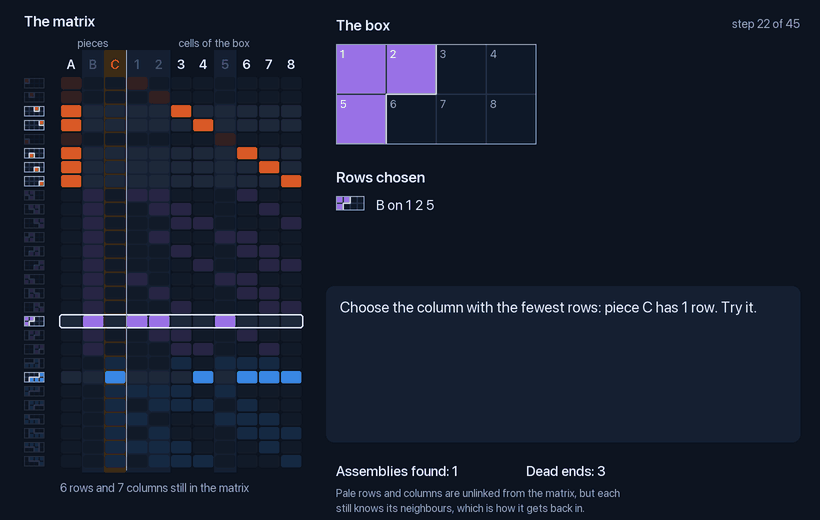 The matrix
pieces
cells of the box
A B C 1 2 3 4 5 6 7 8
6 rows and 7 columns still in the matrix
The box
step 22 of 45
1 2 3 4
5 6 7 8
Rows chosen
B on 1 2 5
Choose the column with the fewest rows: piece C has 1 row. Try it.
Assemblies found: 1
Dead ends: 3
Pale rows and columns are unlinked from the matrix, but each
still knows its neighbours, which is how it gets back in.